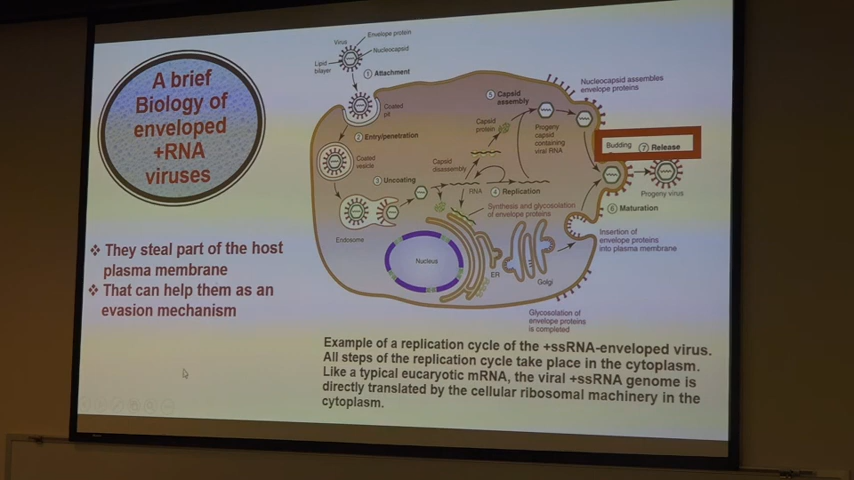 A brief
Biology of
enveloped
+RNA
viruses
❖ They steal part of the host
plasma membrane
❖ That can help them as an
evasion mechanism
Virus
Envelope protein
Nucleocapsid
Lipid
bilayer
1 Attachment
Coated
pit
2 Entry/penetration
Coated
vesicle
3 Uncoating
Endosome
Capsid
disassembly
RNA
4 Replication
Capsid
protein
5 Capsid
assembly
Progeny
capsid
containing
viral RNA
Nucleocapsid assembles
envelope proteins
Budding 7 Release
Progeny virus
6 Maturation
Synthesis and glycosolation
of envelope proteins
Insertion of
envelope proteins
into plasma membrane
Nucleus
ER
Golgi
Glycosolation of
envelope proteins
is completed
Example of a replication cycle of the +ssRNA-enveloped virus.
All steps of the replication cycle take place in the cytoplasm.
Like a typical eucaryotic mRNA, the viral +ssRNA genome is
directly translated by the cellular ribosomal machinery in the
cytoplasm.